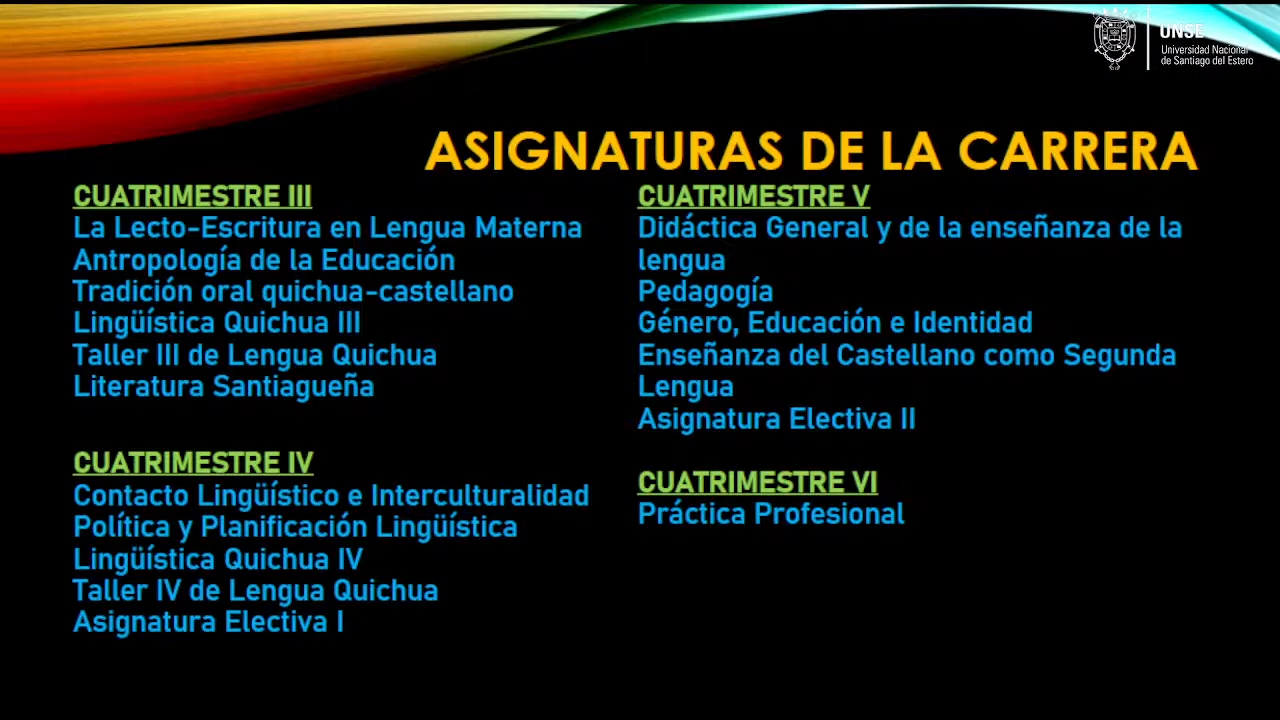 UNSE
Universidad Nacional
de Santiago del Estero
ASIGNATURAS DE LA CARRERA
CUATRIMESTRE III
La Lecto-Escritura en Lengua Materna
Antropología de la Educación
Tradición oral quichua-castellano
Lingüística Quichua III
Taller III de Lengua Quichua
Literatura Santiagueña
CUATRIMESTRE IV
Contacto Lingüístico e Interculturalidad
Política y Planificación Lingüística
Lingüística Quichua IV
Taller IV de Lengua Quichua
Asignatura Electiva I
CUATRIMESTRE V
Didáctica General y de la enseñanza de la
lengua
Pedagogía
Género, Educación e Identidad
Enseñanza del Castellano como Segunda
Lengua
Asignatura Electiva II
CUATRIMESTRE VI
Práctica Profesional